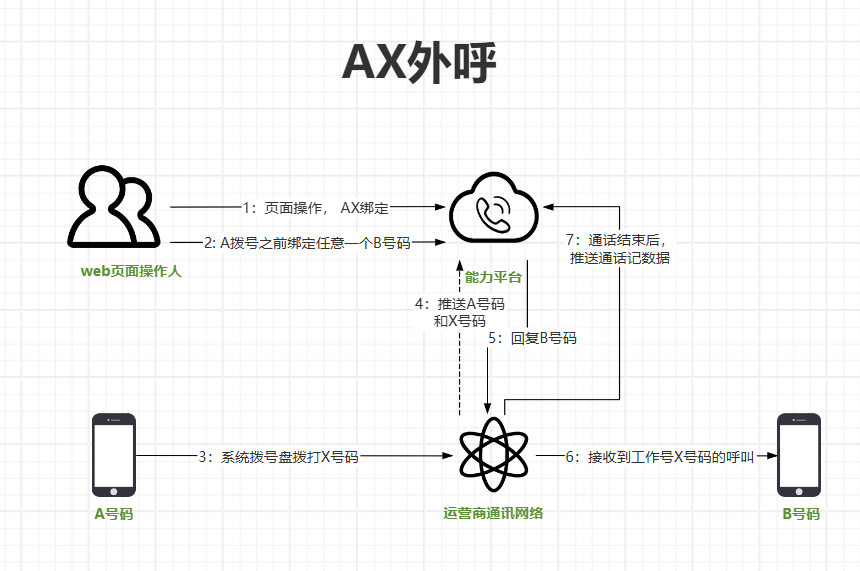 AX外呼
1：页面操作， AX绑定
2: A拨号之前绑定任意一个B号码
web页面操作人
能力平台
7：通话结束后，
推送通话记数据
4：推送A号码
和X号码
5：回复B号码
3：系统拨号盘拨打X号码
6：接收到工作号X号码的呼叫
A号码
运营商通讯网络
B号码